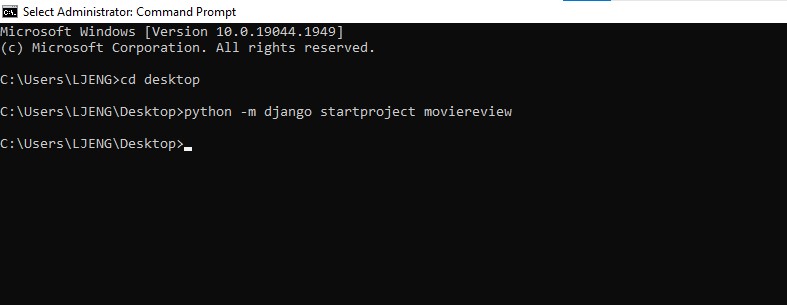 Select Administrator: Command Prompt
Microsoft Windows [Version 10.0.19044.1949]
(c) Microsoft Corporation. All rights reserved.
C:\Users\LJENG>cd desktop
C:\Users\LJENG\Desktop>python -m django startproject moviereview
C:\Users\LJENG\Desktop>